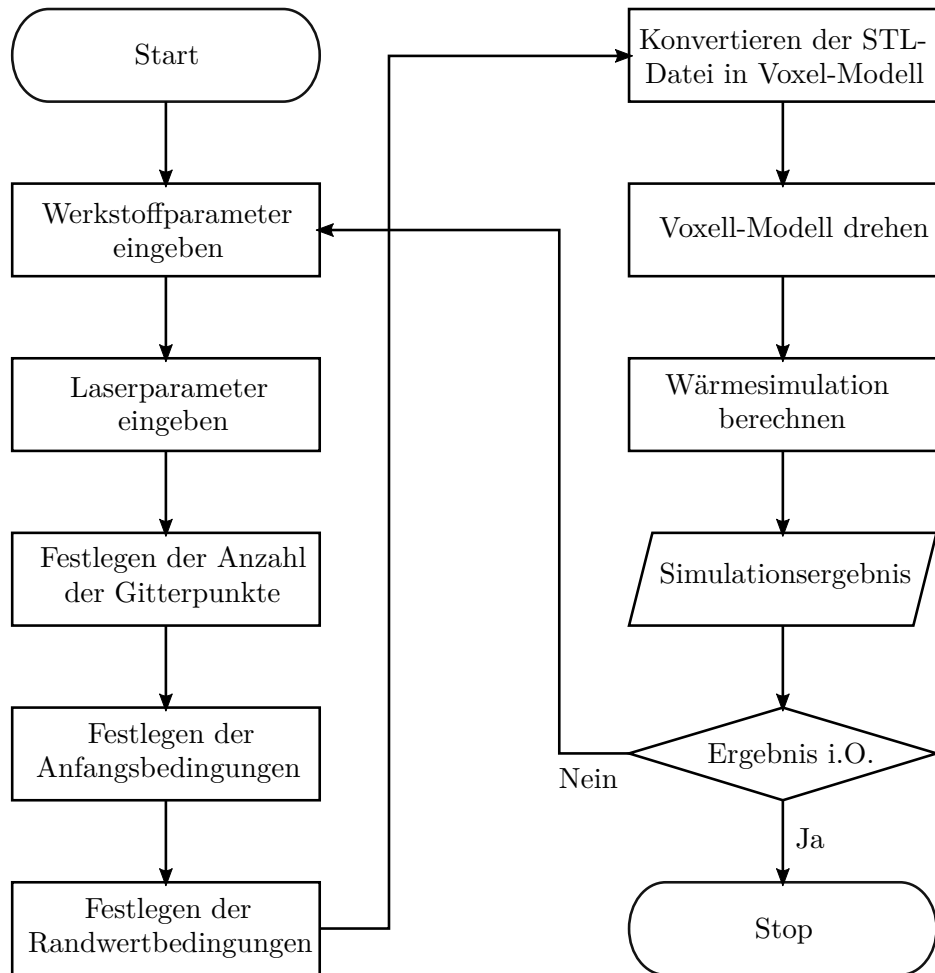 Start
Werkstoffparameter
eingeben
Laserparameter
eingeben
Festlegen der Anzahl
der Gitterpunkte
Festlegen der
Anfangsbedingungen
Festlegen der
Randwertbedingungen
Konvertieren der STL-
Datei in Voxel-Modell
Voxell-Modell drehen
Wärmesimulation
berechnen
Simulationsergebnis
Ergebnis i.O.
Nein
Ja
Stop